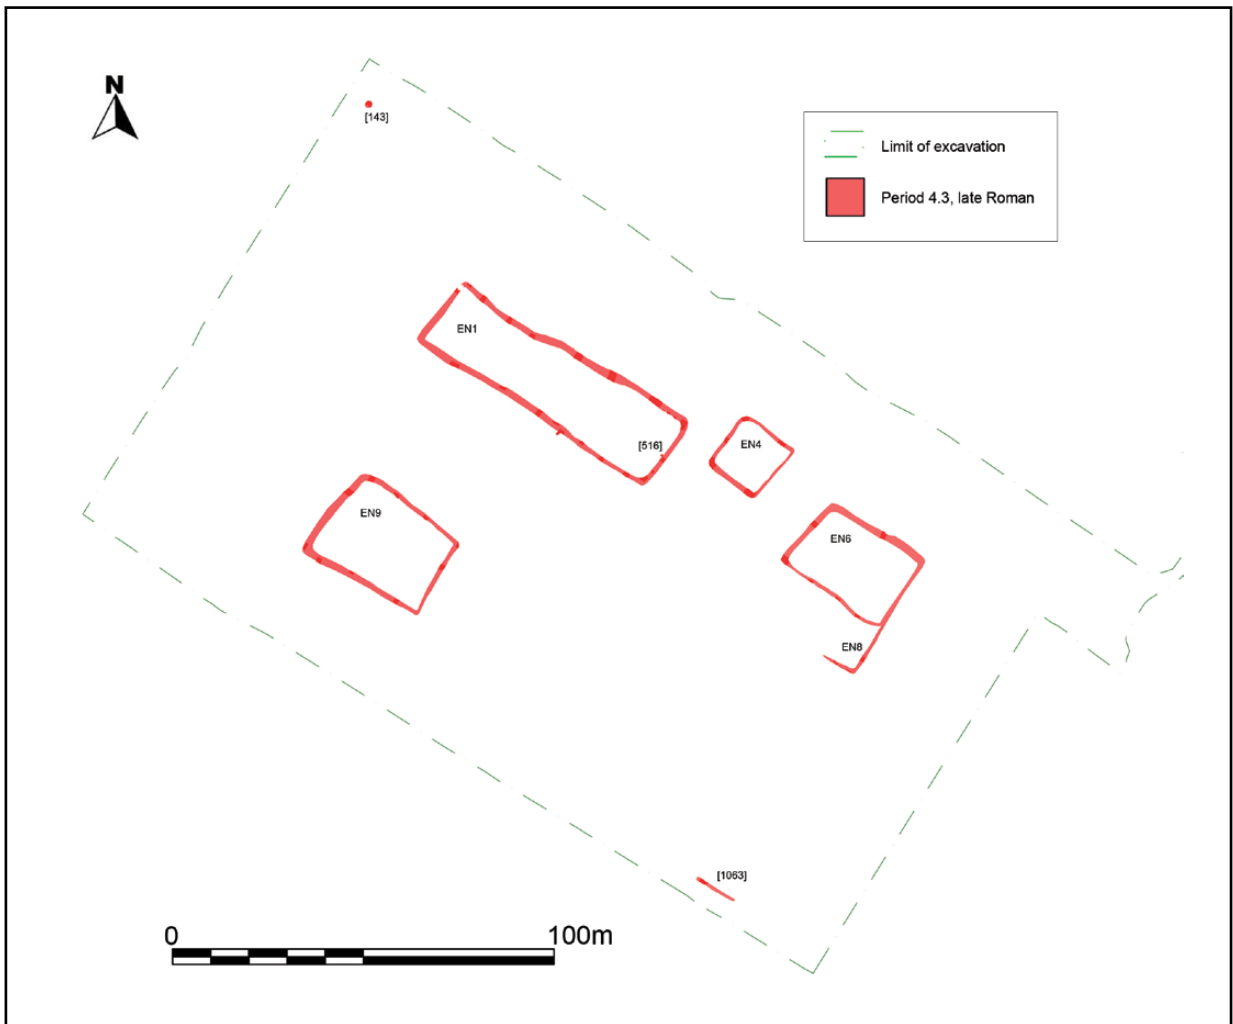 N
[143]
Limit of excavation
Period 4.3, late Roman
EN1
[516]
EN4
EN9
EN6
EN8
[1063]
0 100m